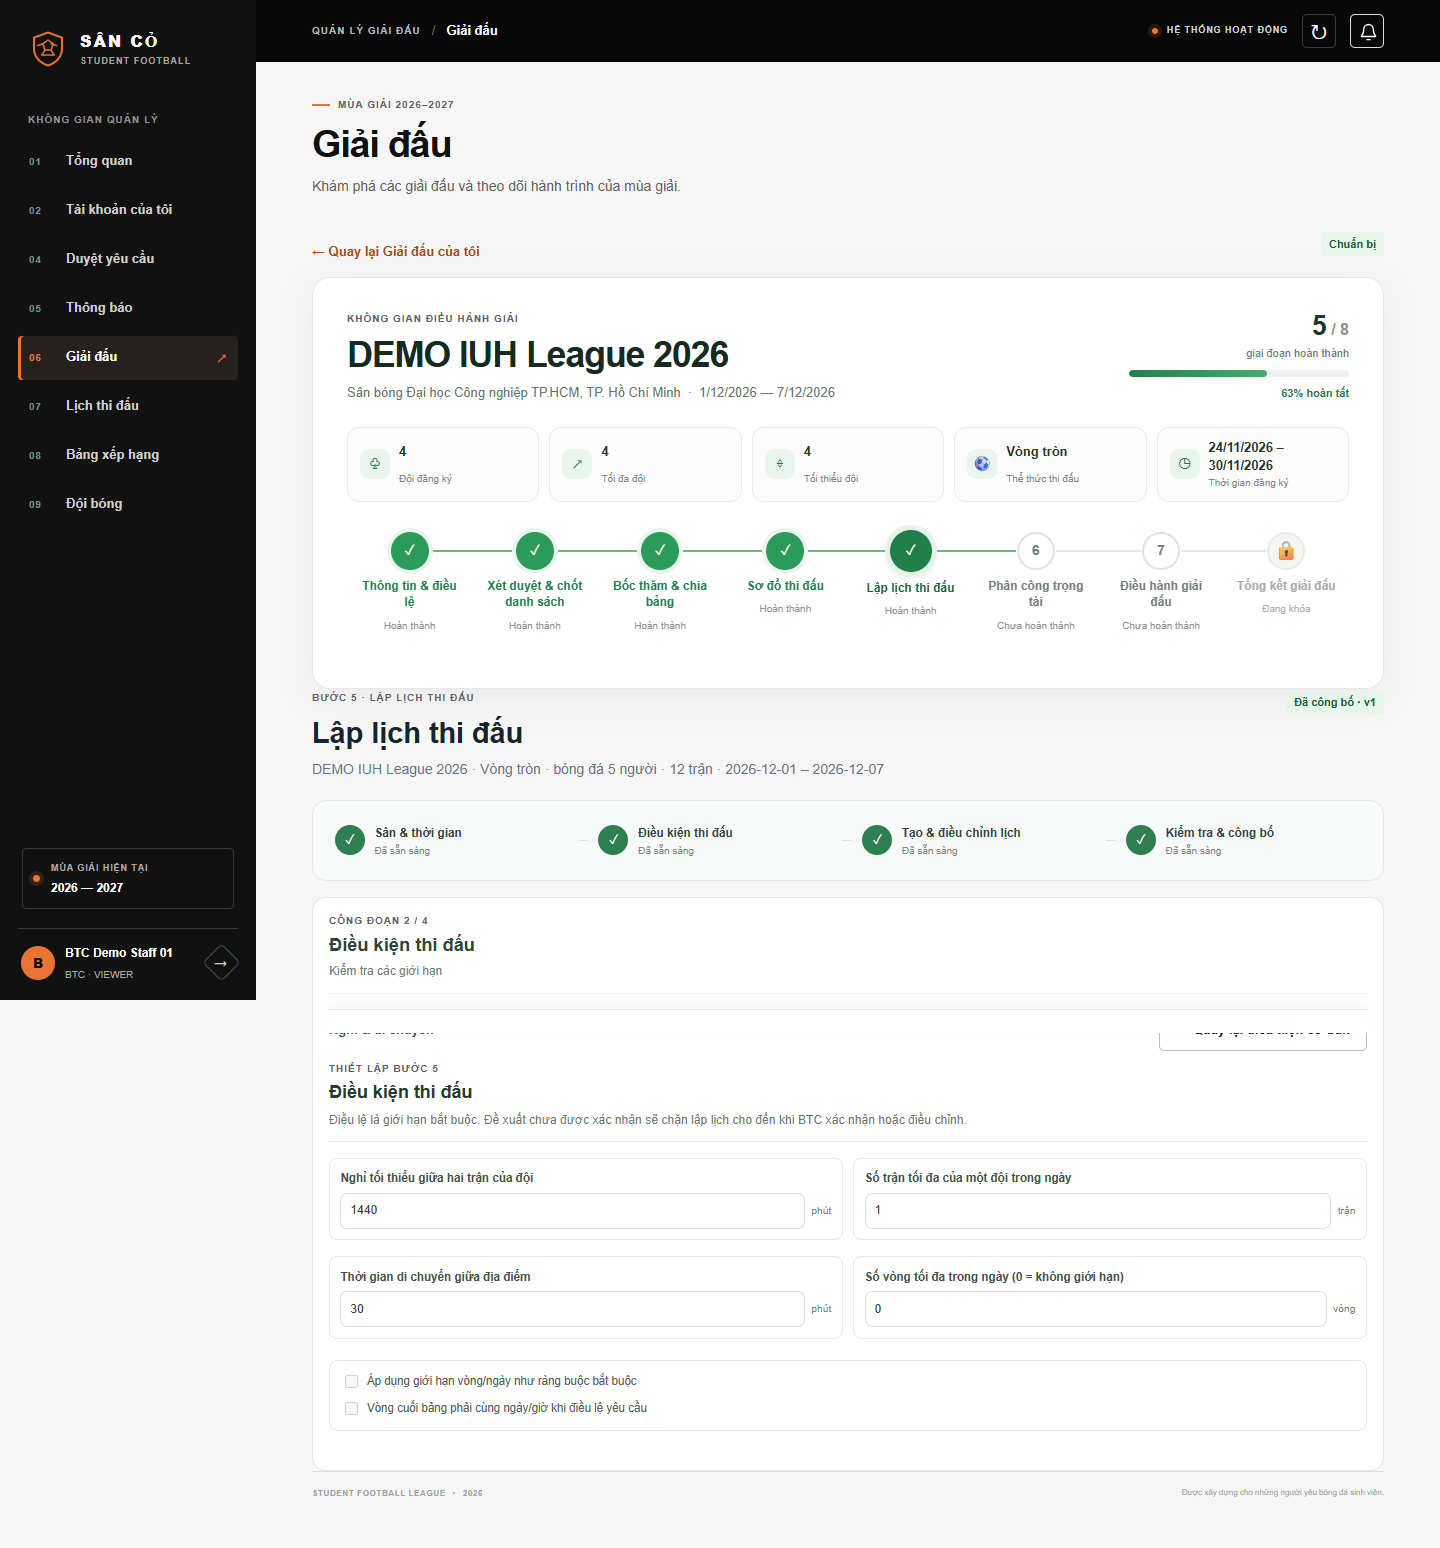 SÂN CỎ
STUDENT FOOTBALL
KHÔNG GIAN QUẢN LÝ
01 Tổng quan
02 Tài khoản của tôi
04 Duyệt yêu cầu
05 Thông báo
06 Giải đấu ↗
07 Lịch thi đấu
08 Bảng xếp hạng
09 Đội bóng
MÙA GIẢI HIỆN TẠI
2026 — 2027
B
BTC Demo Staff 01
BTC · VIEWER
→
QUẢN LÝ GIẢI ĐẤU / Giải đấu
HỆ THỐNG HOẠT ĐỘNG
MÙA GIẢI 2026–2027
Giải đấu
Khám phá các giải đấu và theo dõi hành trình của mùa giải.
← Quay lại Giải đấu của tôi
Chuẩn bị
KHÔNG GIAN ĐIỀU HÀNH GIẢI
DEMO IUH League 2026
Sân bóng Đại học Công nghiệp TP.HCM, TP. Hồ Chí Minh · 1/12/2026 — 7/12/2026
5 / 8
giai đoạn hoàn thành
63% hoàn tất
4
Đội đăng ký
4
Tối đa đội
4
Tối thiểu đội
Vòng tròn
Thể thức thi đấu
24/11/2026 –
30/11/2026
Thời gian đăng ký
✓ ✓ ✓ ✓ ✓ 6 7
Thông tin & điều
lệ
Hoàn thành
Xét duyệt & chốt
danh sách
Hoàn thành
Bốc thăm & chia
bảng
Hoàn thành
Sơ đồ thi đấu
Hoàn thành
Lập lịch thi đấu
Hoàn thành
Phân công trọng
tài
Chưa hoàn thành
Điều hành giải
đấu
Chưa hoàn thành
Tổng kết giải đấu
Đang khóa
BƯỚC 5 · LẬP LỊCH THI ĐẤU
Đã công bố · v1
Lập lịch thi đấu
DEMO IUH League 2026 · Vòng tròn · bóng đá 5 người · 12 trận · 2026-12-01 – 2026-12-07
✓ Sân & thời gian
Đã sẵn sàng
✓ Điều kiện thi đấu
Đã sẵn sàng
✓ Tạo & điều chỉnh lịch
Đã sẵn sàng
✓ Kiểm tra & công bố
Đã sẵn sàng
CÔNG ĐOẠN 2 / 4
Điều kiện thi đấu
Kiểm tra các giới hạn
THIẾT LẬP BƯỚC 5
Điều kiện thi đấu
Điều lệ là giới hạn bắt buộc. Đề xuất chưa được xác nhận sẽ chặn lập lịch cho đến khi BTC xác nhận hoặc điều chỉnh.
Nghỉ tối thiểu giữa hai trận của đội
1440 phút
Số trận tối đa của một đội trong ngày
1 trận
Thời gian di chuyển giữa địa điểm
30 phút
Số vòng tối đa trong ngày (0 = không giới hạn)
0 vòng
Áp dụng giới hạn vòng/ngày như ràng buộc bắt buộc
Vòng cuối bảng phải cùng ngày/giờ khi điều lệ yêu cầu
STUDENT FOOTBALL LEAGUE · 2026
Được xây dựng cho những người yêu bóng đá sinh viên.